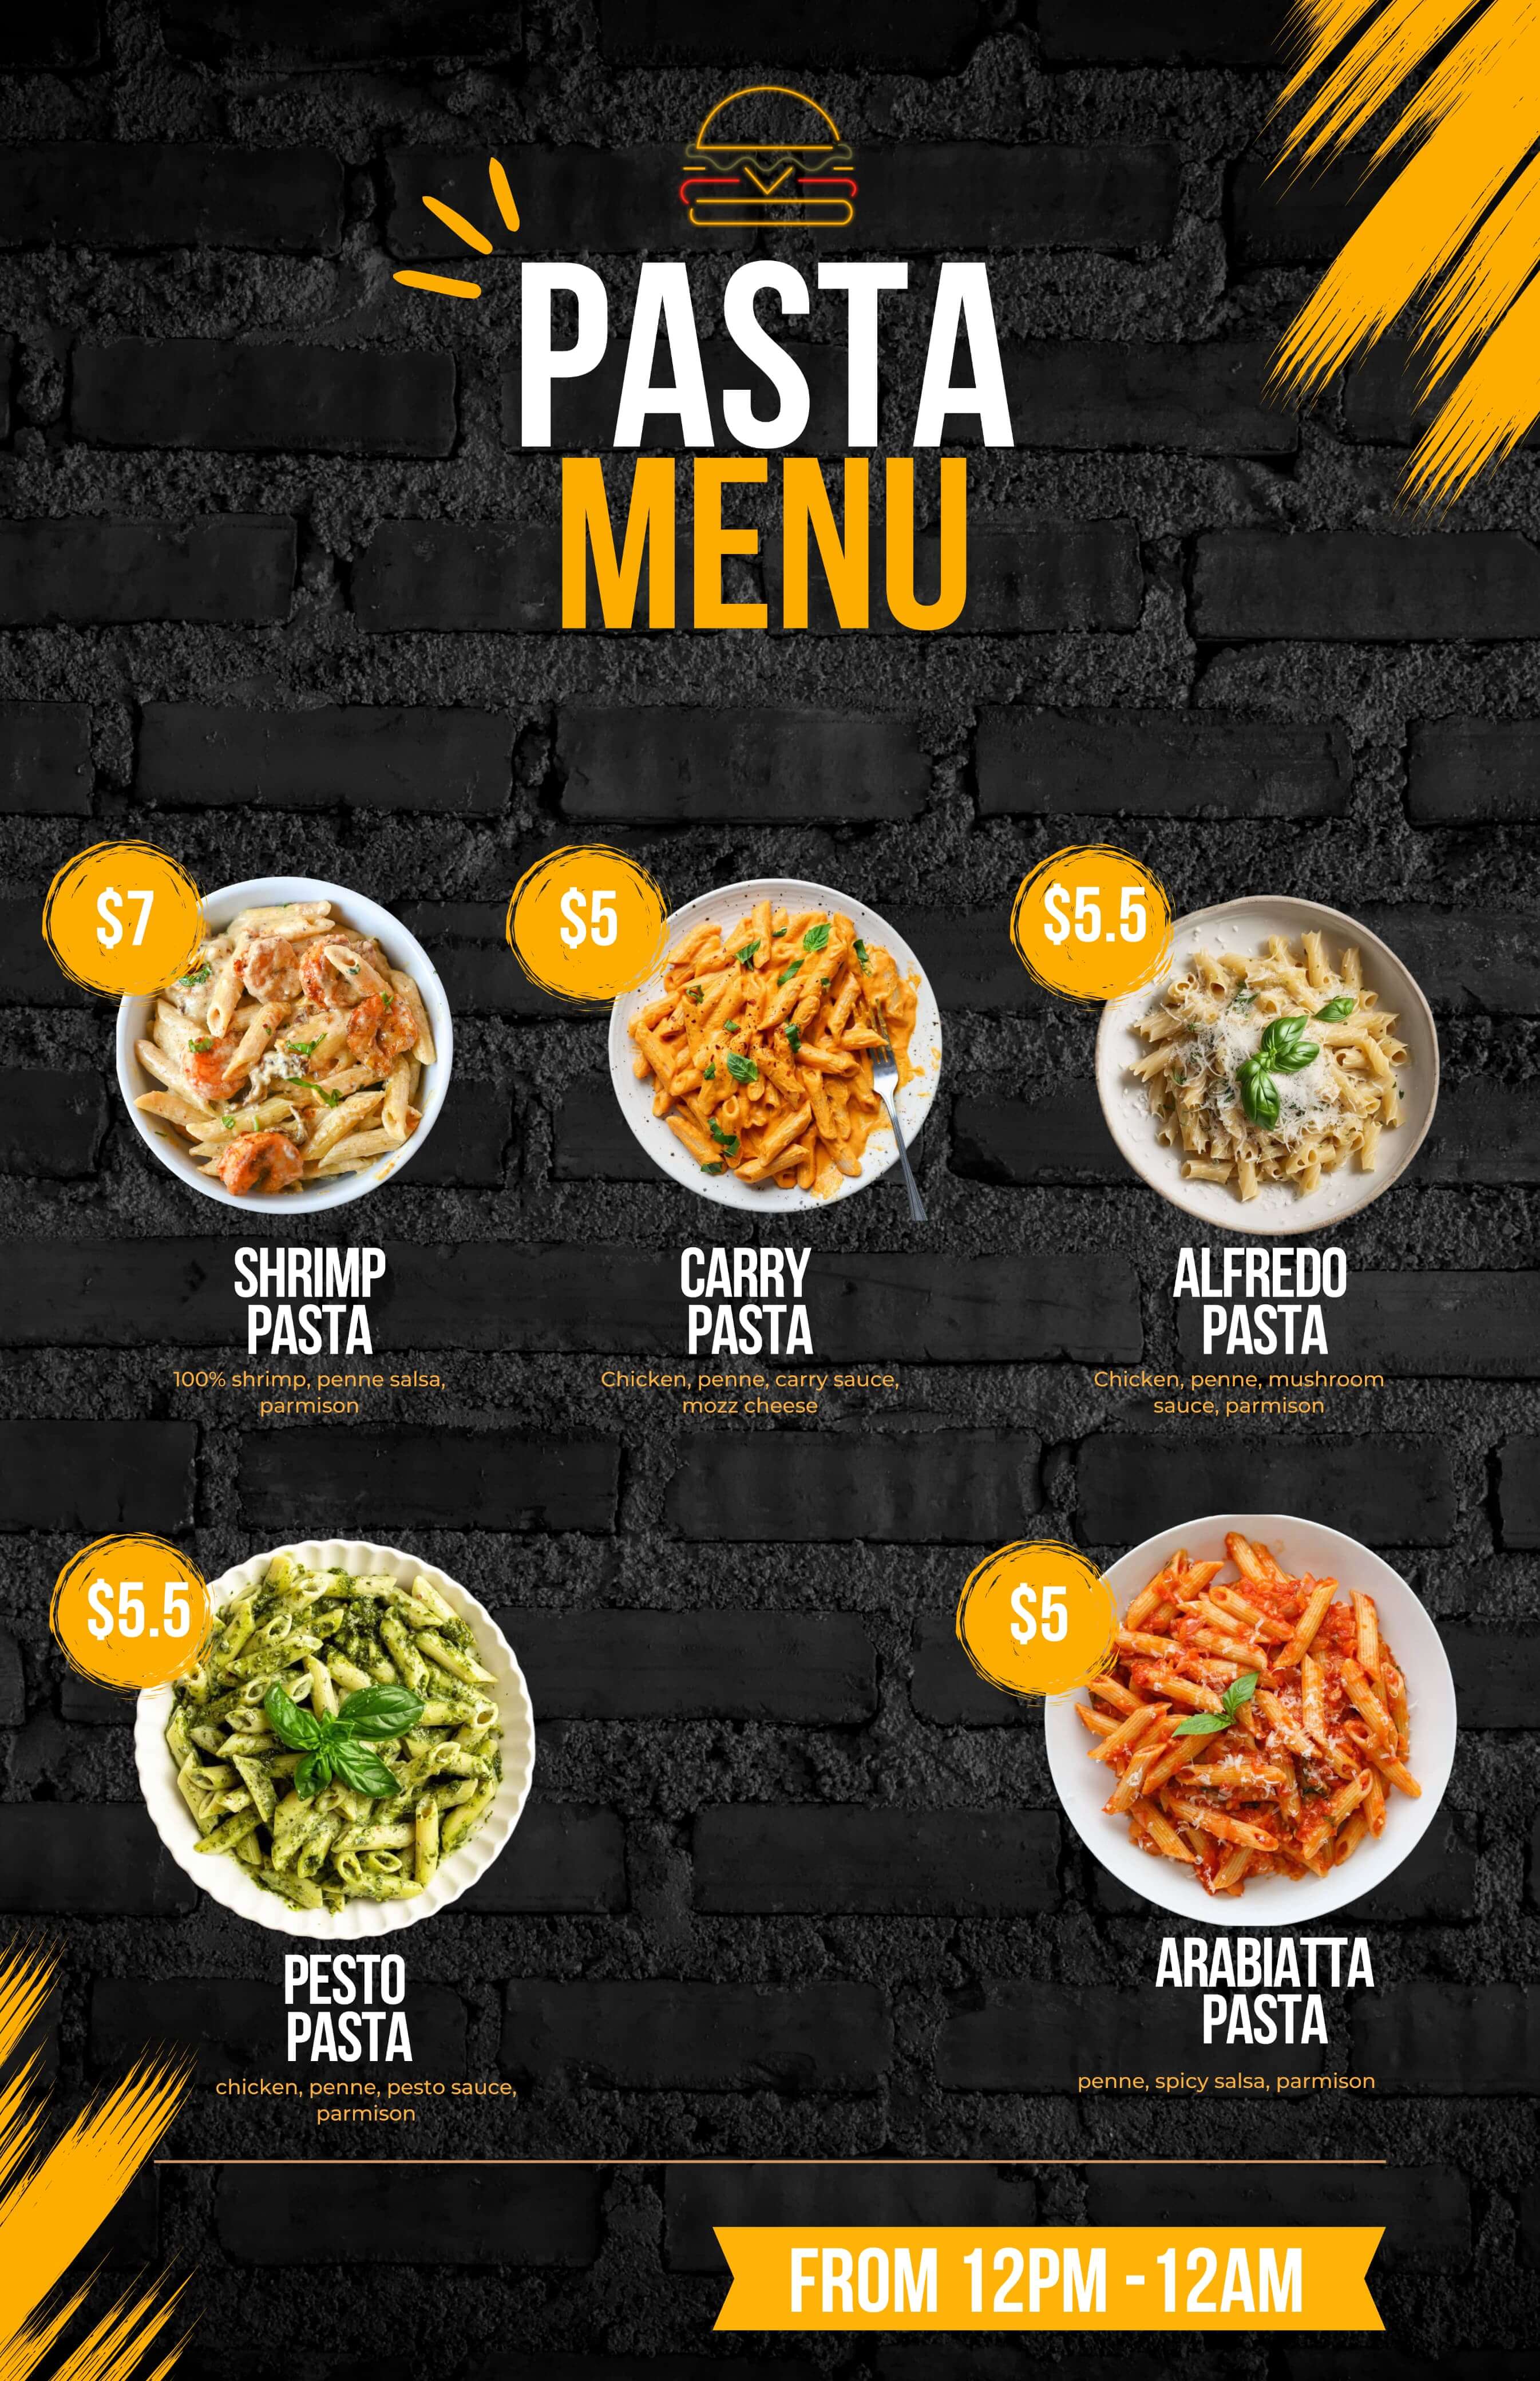 PASTA
MENU
$7
$5
$5.5
SHRIMP
PASTA
100% shrimp, penne salsa,
parmison
CARRY
PASTA
Chicken, penne, carry sauce,
mozz cheese
ALFREDO
PASTA
Chicken, penne, mushroom
sauce, parmison
$5.5
$5
PESTO
PASTA
chicken, penne, pesto sauce,
parmison
ARABIATTA
PASTA
penne, spicy salsa, parmison
FROM 12PM -12AM